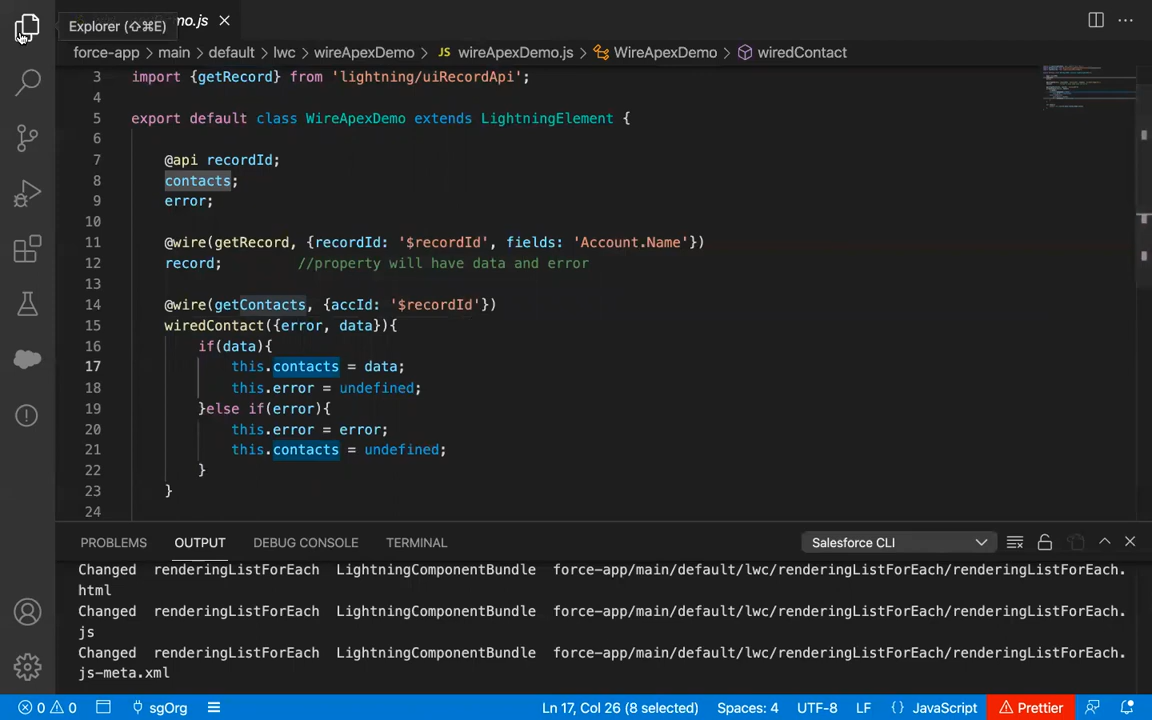 Explorer (⇧⌘E)
mo.js
force-app > main > default > lwc > wireApexDemo > JS wireApexDemo.js > WireApexDemo > wiredContact
3 import {getRecord} from 'lightning/uiRecordApi';
4
5 export default class WireApexDemo extends LightningElement {
6
7 @api recordId;
8 contacts;
9 error;
10
11 @wire(getRecord, {recordId: '$recordId', fields: 'Account.Name'})
12 record; //property will have data and error
13
14 @wire(getContacts, {accId: '$recordId'})
15 wiredContact({error, data}){
16 if(data){
17 this.contacts = data;
18 this.error = undefined;
19 }else if(error){
20 this.error = error;
21 this.contacts = undefined;
22 }
23 }
24
PROBLEMS OUTPUT DEBUG CONSOLE TERMINAL Salesforce CLI
Changed renderingListForEach LightningComponentBundle force-app/main/default/lwc/renderingListForEach/renderingListForEach.
html
Changed renderingListForEach LightningComponentBundle force-app/main/default/lwc/renderingListForEach/renderingListForEach.
js
Changed renderingListForEach LightningComponentBundle force-app/main/default/lwc/renderingListForEach/renderingListForEach.
js-meta.xml
0 0 sgOrg Ln 17, Col 26 (8 selected) Spaces: 4 UTF-8 LF {} JavaScript Prettier